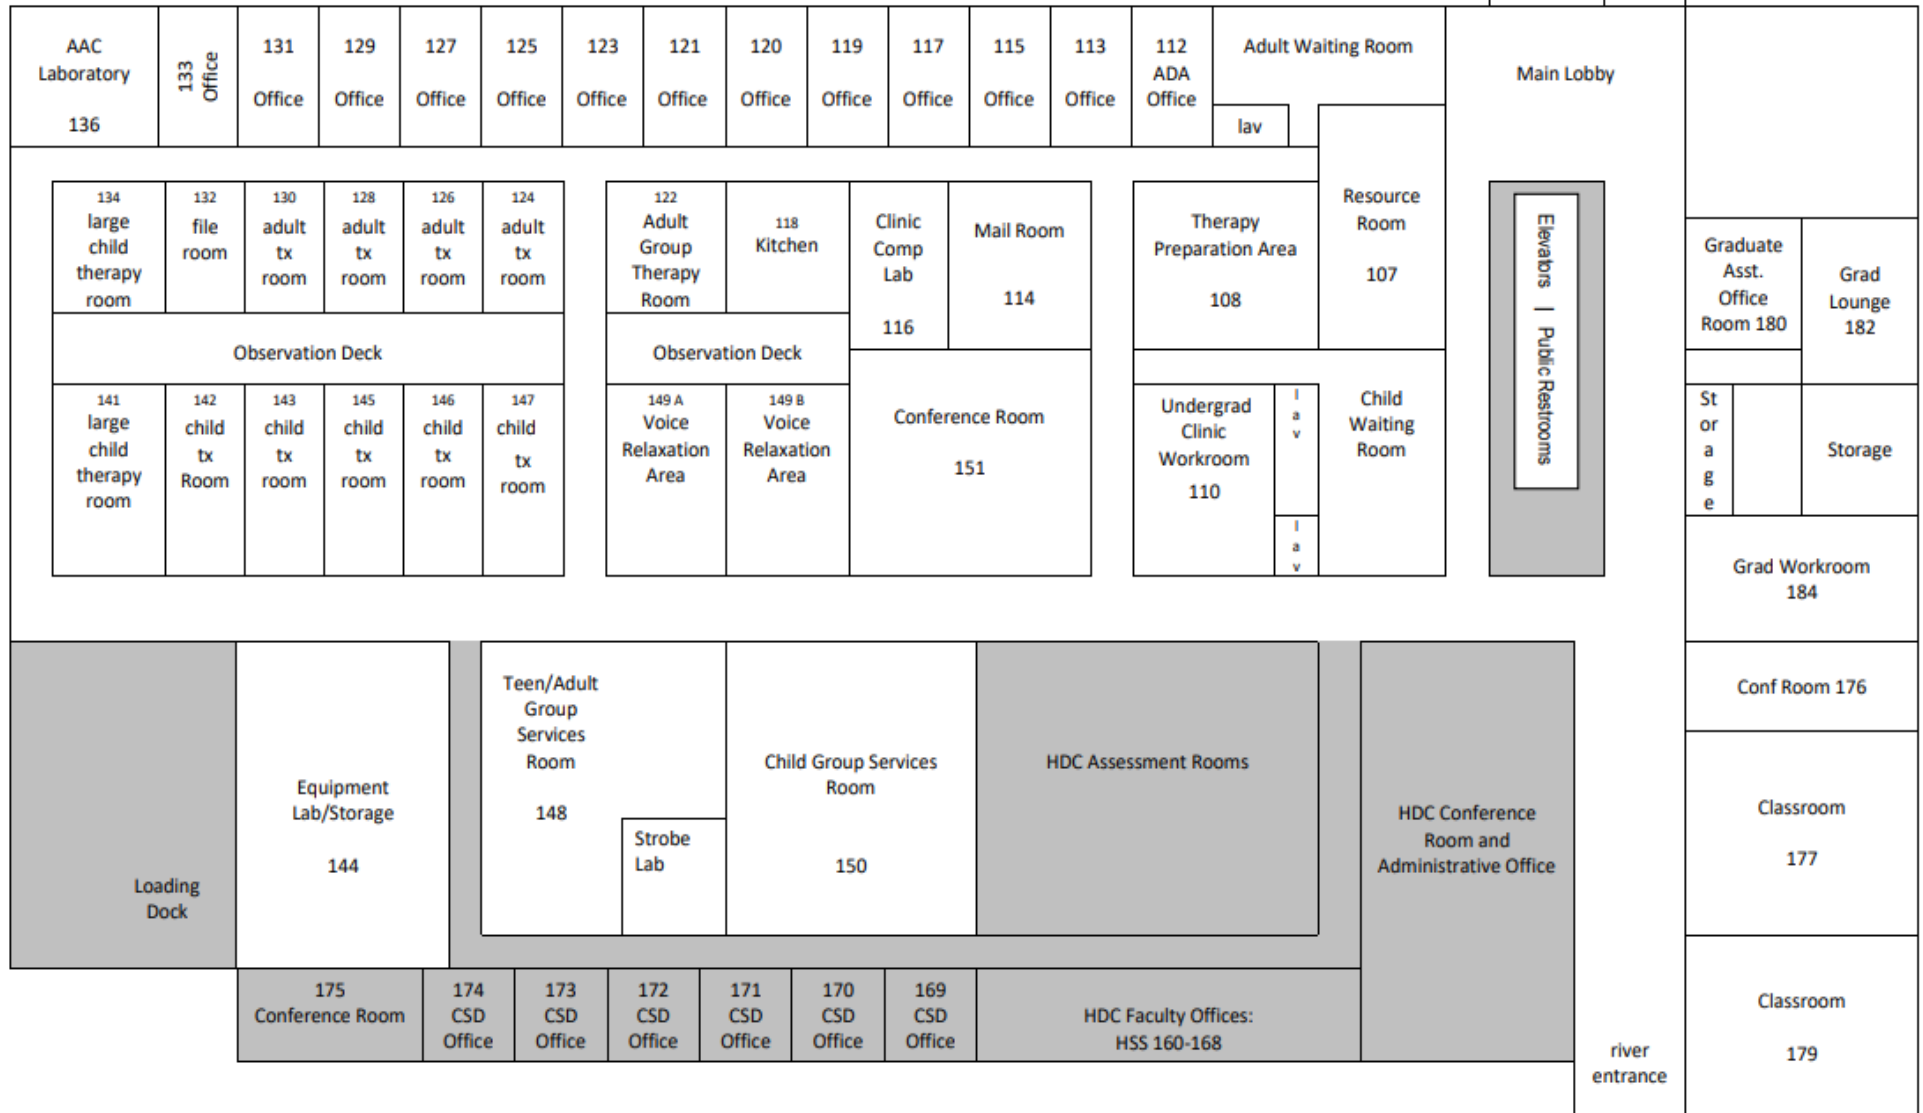 AAC
Laboratory
136
133
Office
131
Office
129
Office
127
Office
125
Office
123
Office
121
Office
120
Office
119
Office
117
Office
115
Office
113
Office
112
ADA
Office
Adult Waiting Room
lav
Main Lobby
134
large
child
therapy
room
132
file
room
130
adult
tx
room
128
adult
tx
room
126
adult
tx
room
124
adult
tx
room
122
Adult
Group
Therapy
Room
118
Kitchen
Clinic
Comp
Lab
116
Mail Room
114
Therapy
Preparation Area
108
Resource
Room
107
Elevators | Public Restrooms
Graduate
Asst.
Office
Room 180
Grad
Lounge
182
Observation Deck
Observation Deck
141
large
child
therapy
room
142
child
tx
Room
143
child
tx
room
145
child
tx
room
146
child
tx
room
147
child
tx
room
149 A
Voice
Relaxation
Area
149 B
Voice
Relaxation
Area
Conference Room
151
Undergrad
Clinic
Workroom
110
l
a
v
l
a
v
Child
Waiting
Room
St
or
a
g
e
Storage
Grad Workroom
184
Loading
Dock
Equipment
Lab/Storage
144
Teen/Adult
Group
Services
Room
148
Strobe
Lab
Child Group Services
Room
150
HDC Assessment Rooms
HDC Conference
Room and
Administrative Office
Conf Room 176
Classroom
177
175
Conference Room
174
CSD
Office
173
CSD
Office
172
CSD
Office
171
CSD
Office
170
CSD
Office
169
CSD
Office
HDC Faculty Offices:
HSS 160-168
river
entrance
Classroom
179